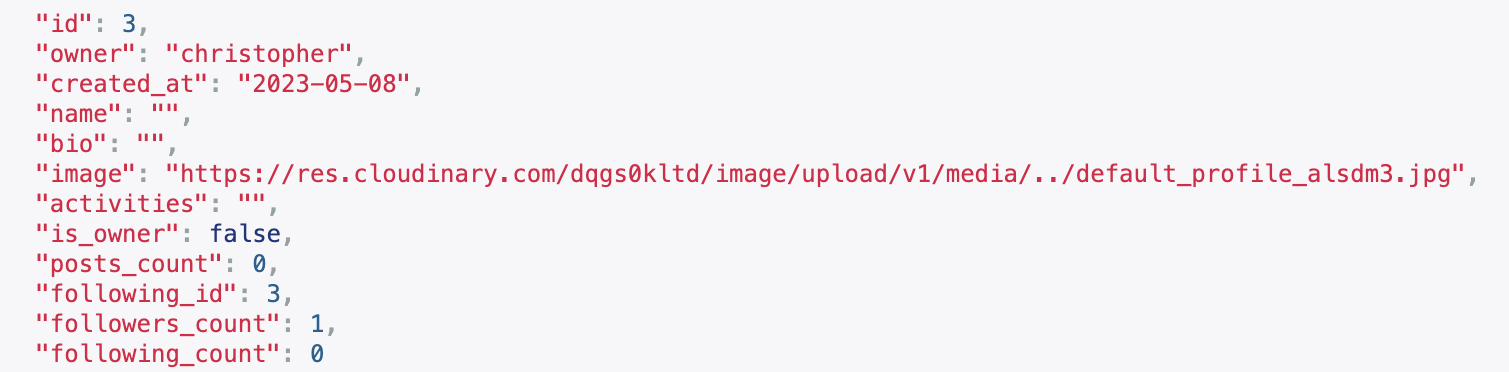 "id": 3,
"owner": "christopher",
"created_at": "2023-05-08",
"name": "",
"bio": "",
"image": "https://res.cloudinary.com/dqgs0kltd/image/upload/v1/media/../default_profile_alsdm3.jpg",
"activities": "",
"is_owner": false,
"posts_count": 0,
"following_id": 3,
"followers_count": 1,
"following_count": 0